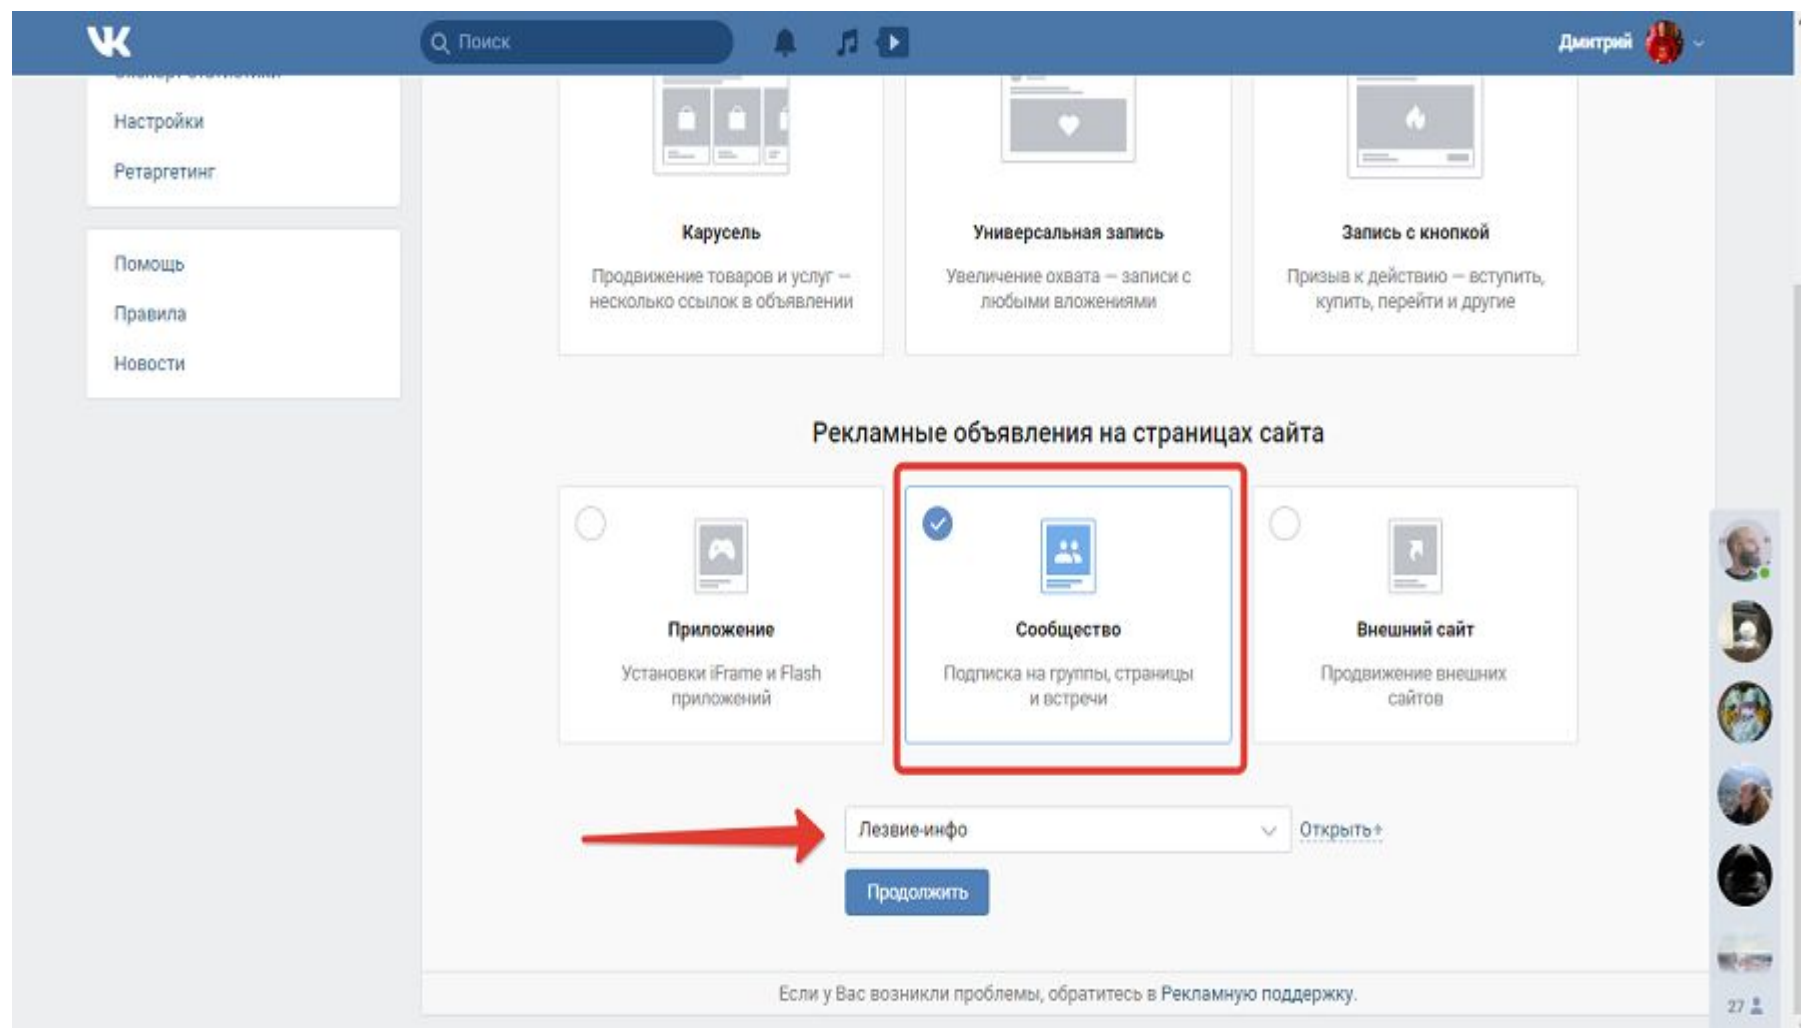 Поиск
Дмитрий
Настройки
Ретаргетинг
Помощь
Правила
Новости
Карусель
Продвижение товаров и услуг —
несколько ссылок в объявлении
Универсальная запись
Увеличение охвата — записи с
любыми вложениями
Запись с кнопкой
Призыв к действию — вступить,
купить, перейти и другие
Рекламные объявления на страницах сайта
Приложение
Установки iFrame и Flash
приложений
Сообщество
Подписка на группы, страницы
и встречи
Внешний сайт
Продвижение внешних
сайтов
Лезвие-инфо
Открыть
Продолжить
Если у Вас возникли проблемы, обратитесь в Рекламную поддержку.
27